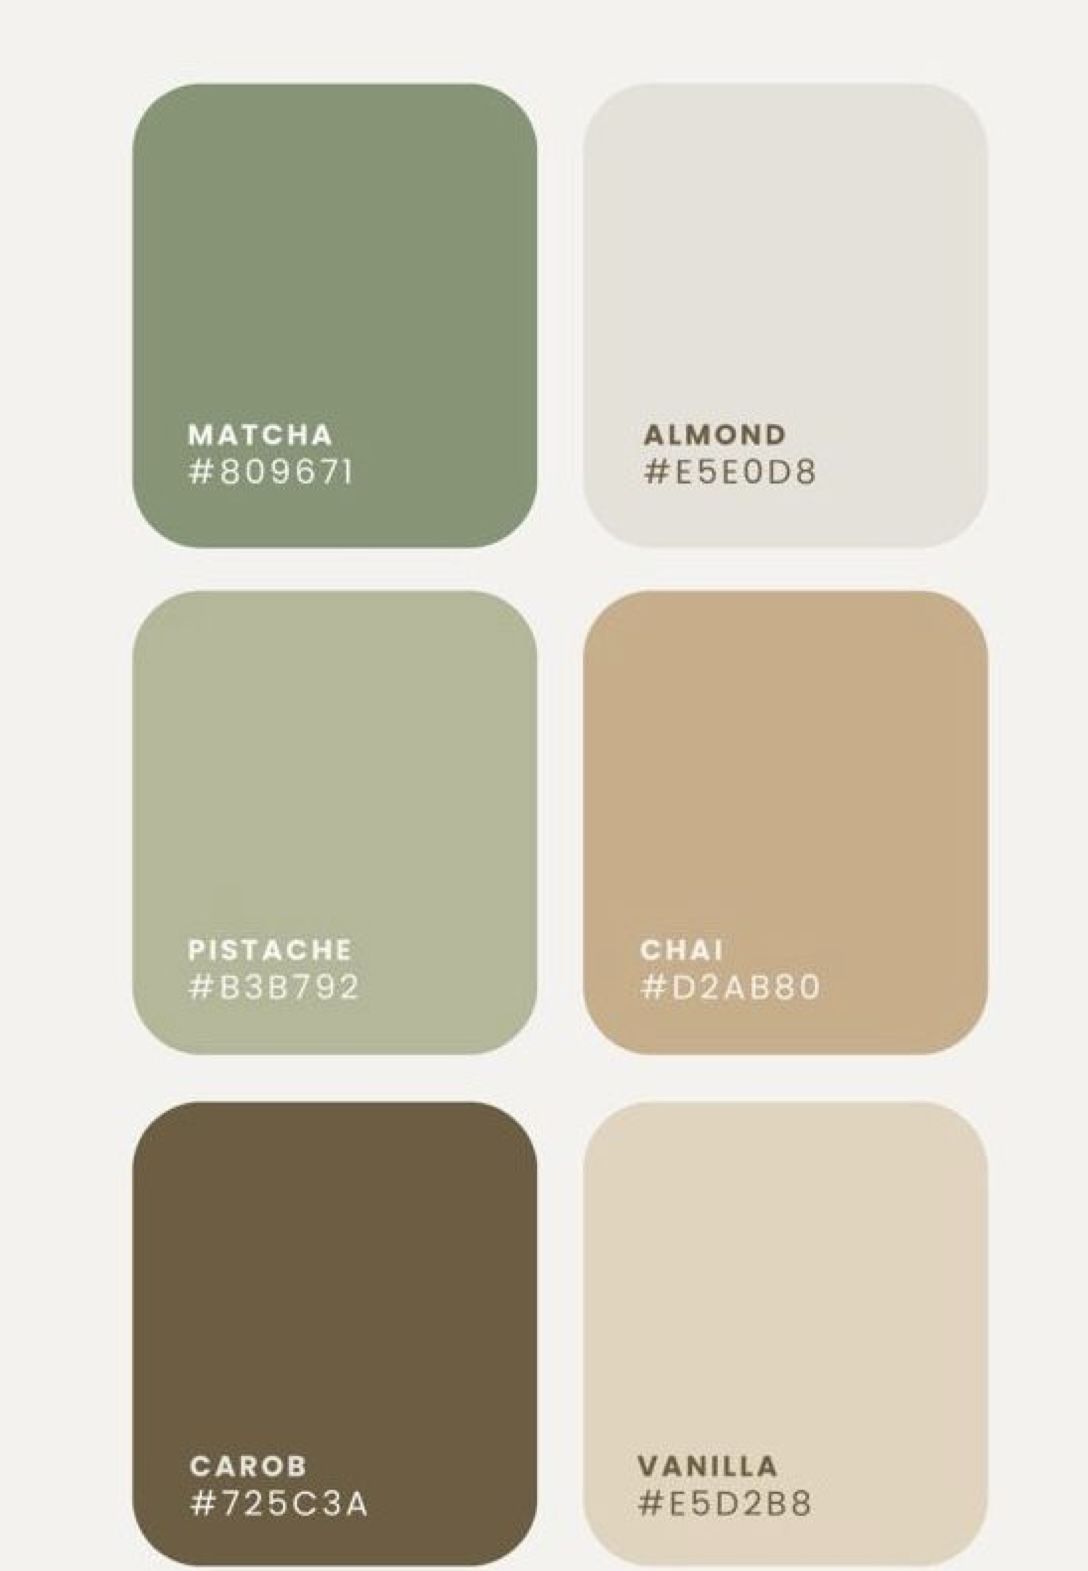 MATCHA
#809671
ALMOND
#E5E0D8
PISTACHE
#B3B792
CHAI
#D2AB80
CAROB
#725C3A
VANILLA
#E5D2B8